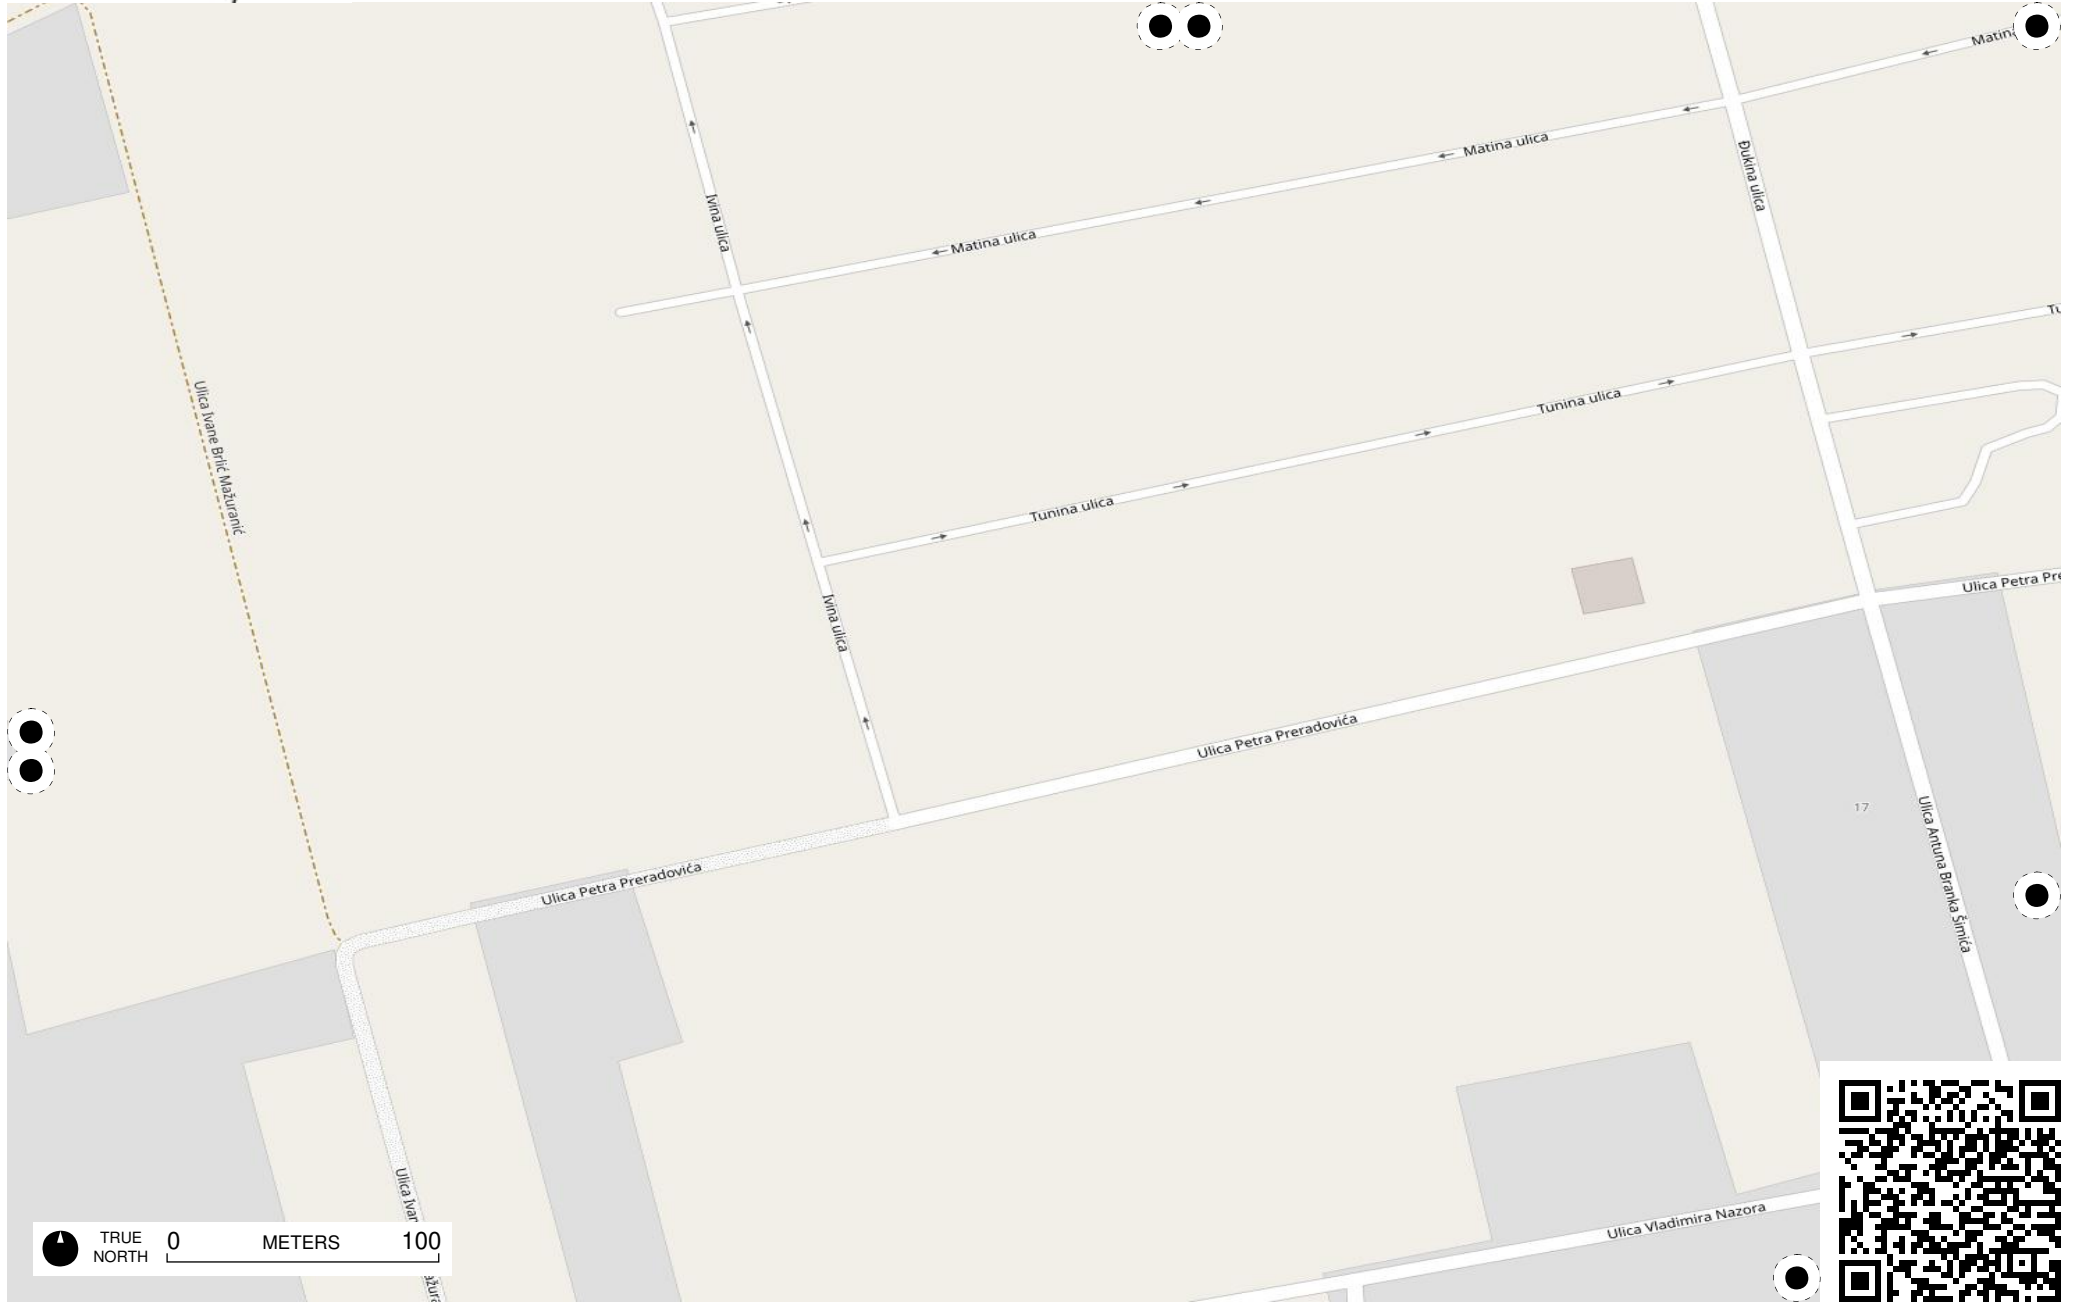 Matina
Matina ulica
Đukina ulica
Ivina ulica
Matina ulica
Tunina ulica
Ulica Ivane Brlić Mažuranić
Tunina ulica
Ulica Petra
Ivina ulica
Ulica Petra Preradovića
17
Ulica Antuna Branka Šimića
Ulica Petra Preradovića
Ulica
Ulica Vladimira Nazora
TRUE
NORTH
0 METERS 100